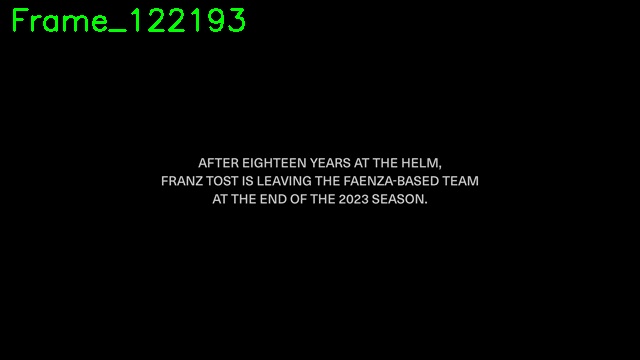 Frame_122193
AFTER EIGHTEEN YEARS AT THE HELM,
FRANZ TOST IS LEAVING THE FAENZA-BASED TEAM
AT THE END OF THE 2023 SEASON.